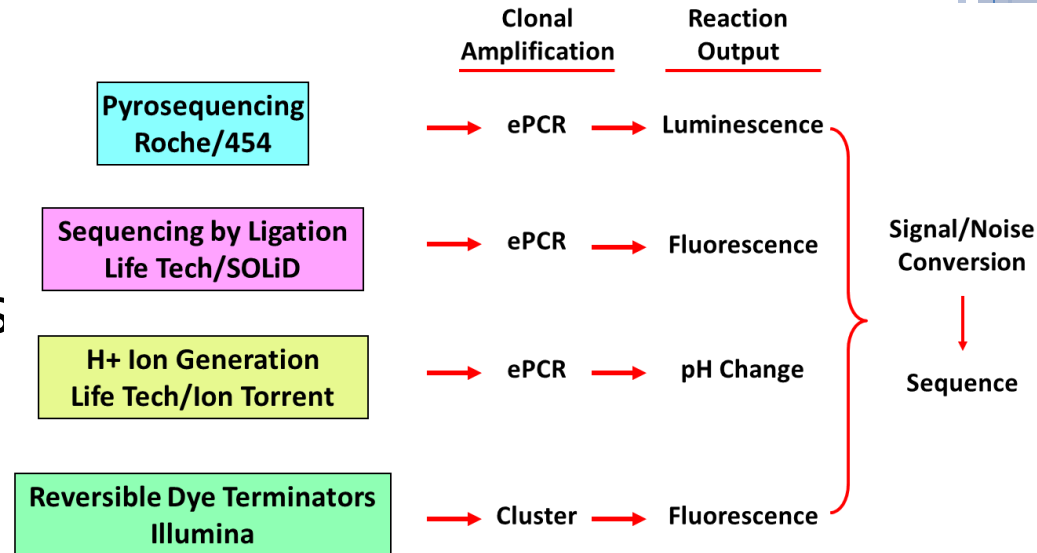 Clonal
Amplification
Reaction
Output
Pyrosequencing
Roche/454
ePCR
Luminescence
Sequencing by Ligation
Life Tech/SOLiD
ePCR
Fluorescence
Signal/Noise
Conversion
s
H+ Ion Generation
Life Tech/Ion Torrent
ePCR
pH Change
Sequence
Reversible Dye Terminators
Illumina
Cluster
Fluorescence